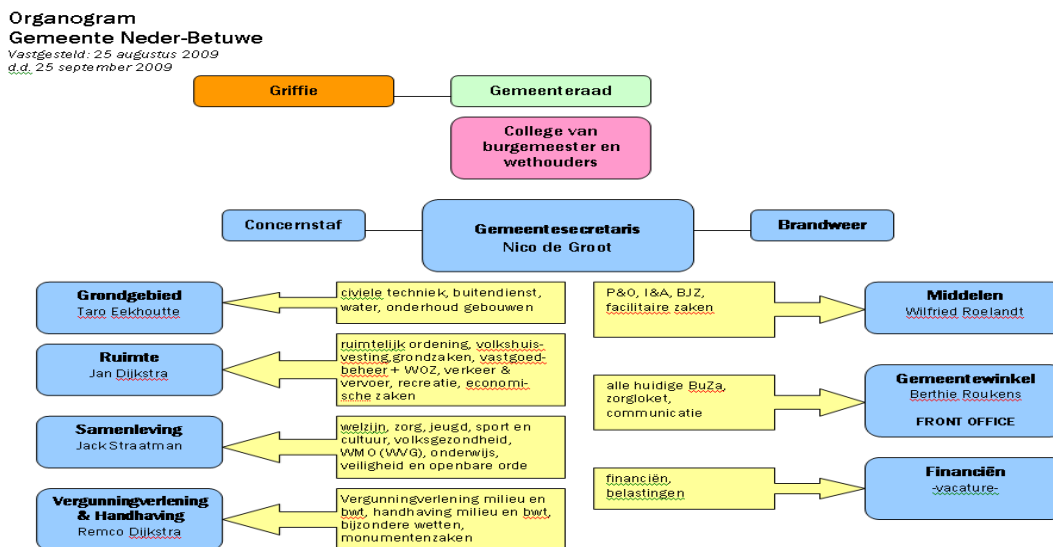 Organogram
Gemeente Neder-Betuwe
Vastgesteld: 25 augustus 2009
d.d. 25 september 2009
Griffie
Gemeenteraad
College van
burgemeester en
wethouders
Concernstaf
Gemeentesecretaris
Nico de Groot
Brandweer
Grondgebied
Taro Eekhoutte
civiele techniek, buitendienst,
water, onderhoud gebouwen
P&O, I&A, BJZ,
facilitaire zaken
Middelen
Wilfried Roelandt
Ruimte
Jan Dijkstra
ruimtelijk ordening, volkshuis-
vesting,grondzaken, vastgoed-
beheer + WOZ, verkeer &
vervoer, recreatie, economi-
sche zaken
alle huidige BuZa,
zorgloket,
communicatie
Gemeentewinkel
Berthie Roukens
FRONT OFFICE
Samenleving
Jack Straatman
welzijn, zorg, jeugd, sport en
cultuur, volksgezondheid,
WMO (WVG), onderwijs,
veiligheid en openbare orde
financiën,
belastingen
Financiën
-vacature-
Vergunningverlening
& Handhaving
Remco Dijkstra
Vergunningverlening milieu en
bwt, handhaving milieu en bwt,
bijzondere wetten,
monumentenzaken